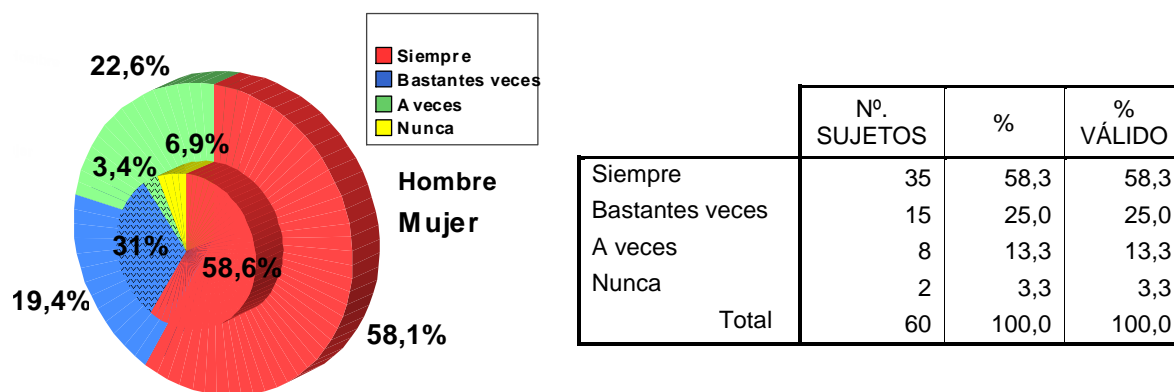 Siempre
Bastantes veces
A veces
Nunca
22,6%
6,9%
3,4%
31%
58,6%
19,4%
58,1%
Hombre
Mujer
Nº. SUJETOS % % VÁLIDO
Siempre 35 58,3 58,3
Bastantes veces 15 25,0 25,0
A veces 8 13,3 13,3
Nunca 2 3,3 3,3
Total 60 100,0 100,0